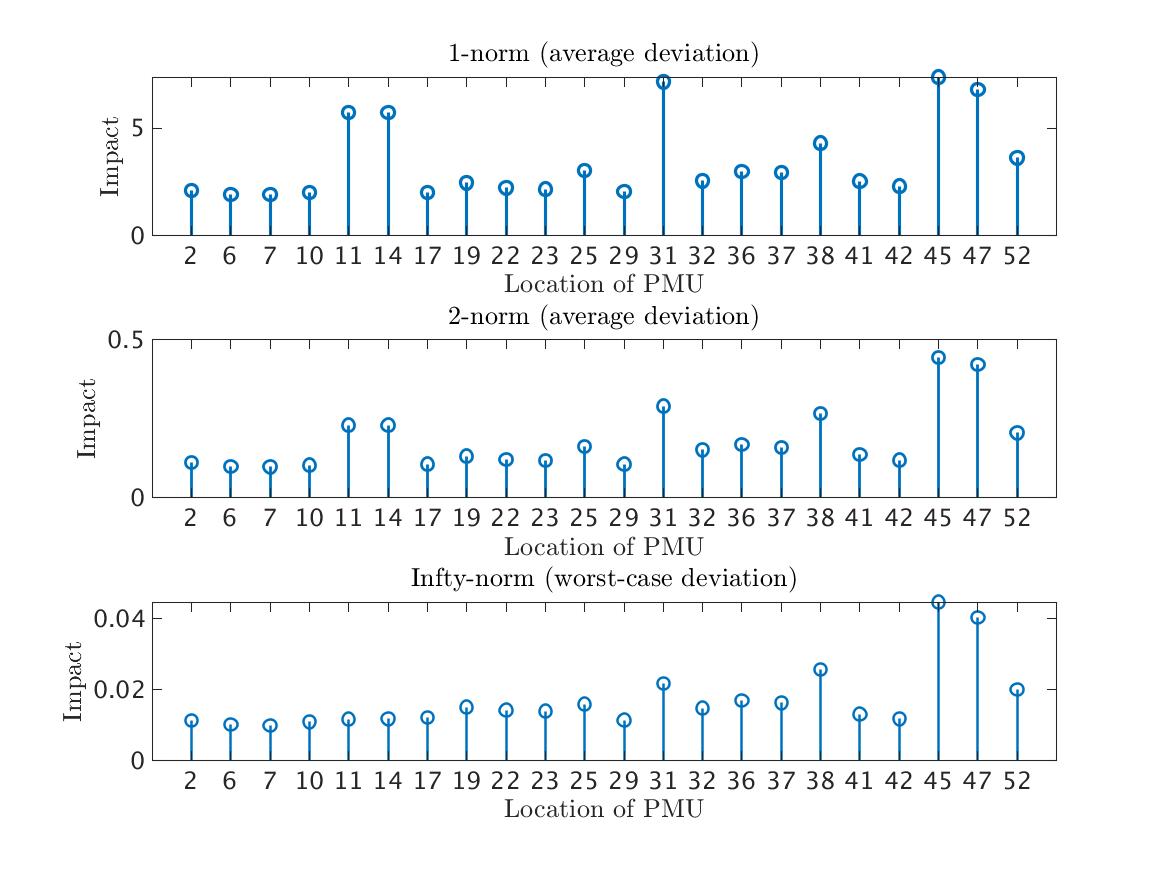 1-norm (average deviation)
Impact
5
0
2 6 7 10 11 14 17 19 22 23 25 29 31 32 36 37 38 41 42 45 47 52
Location of PMU
2-norm (average deviation)
Impact
0.5
0
2 6 7 10 11 14 17 19 22 23 25 29 31 32 36 37 38 41 42 45 47 52
Location of PMU
Infty-norm (worst-case deviation)
Impact
0.04
0.02
0
2 6 7 10 11 14 17 19 22 23 25 29 31 32 36 37 38 41 42 45 47 52
Location of PMU